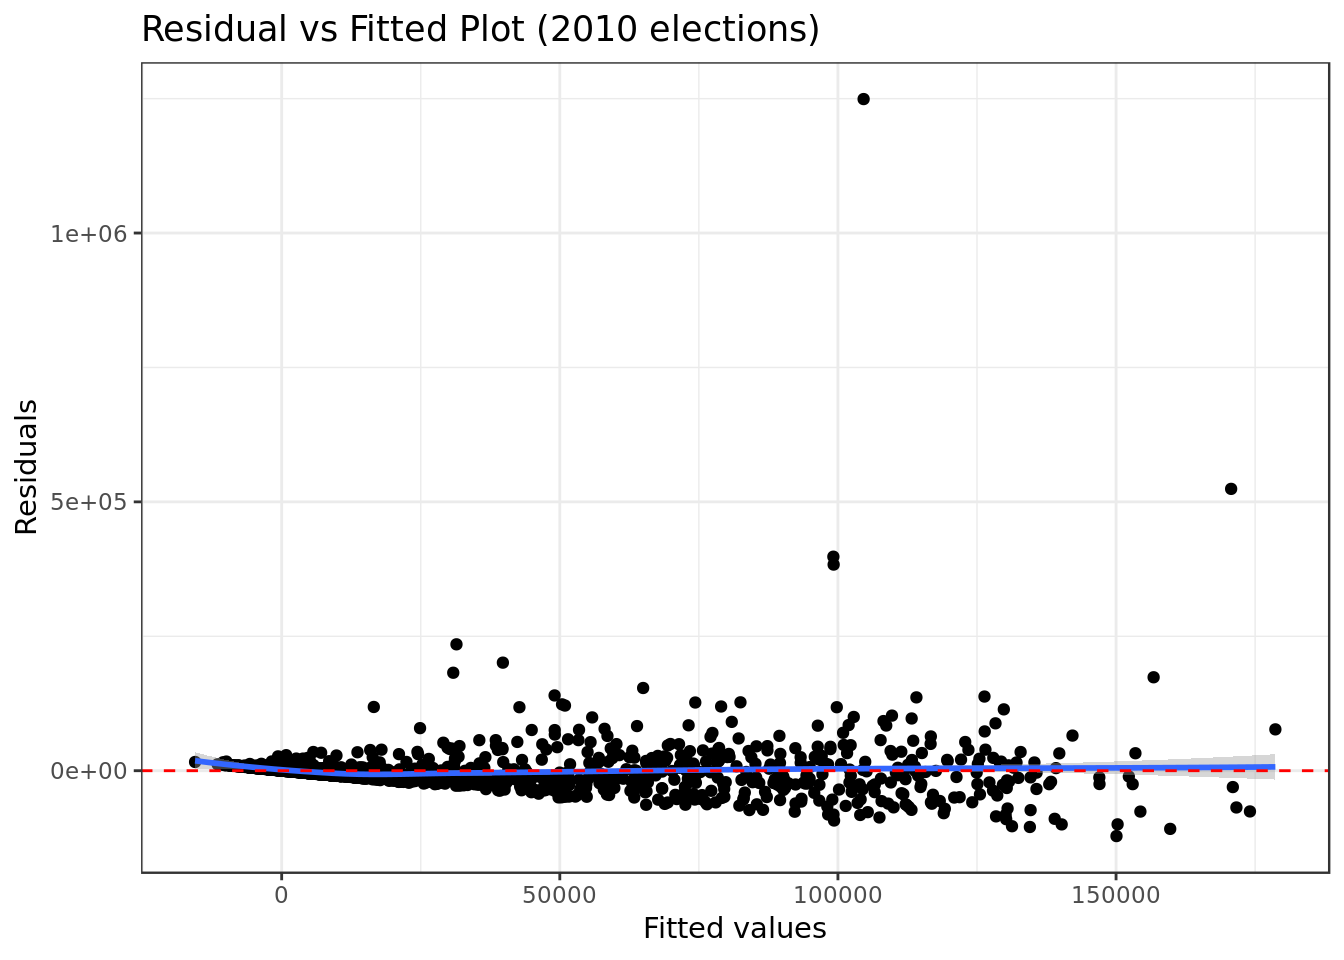 Residual vs Fitted Plot (2010 elections)
1e+06
5e+05
0e+00
Residuals
0
50000
100000
150000
Fitted values